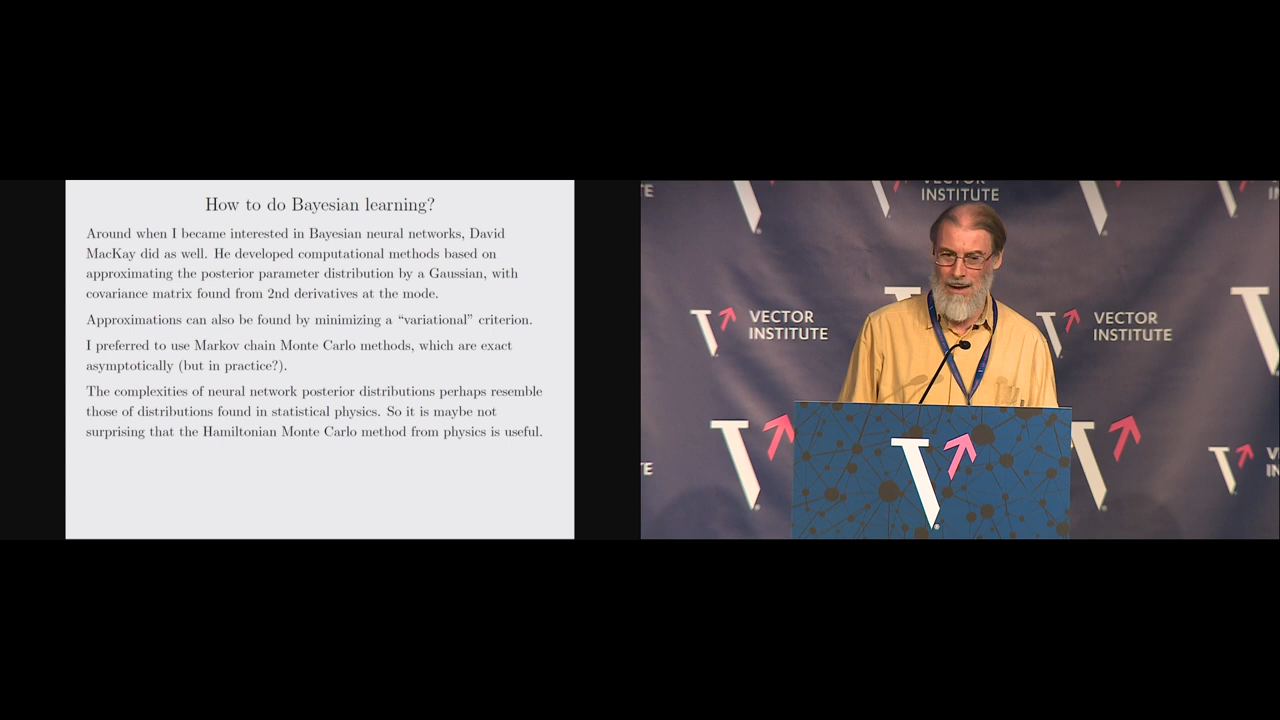 How to do Bayesian learning?
Around when I became interested in Bayesian neural networks, David
MacKay did as well. He developed computational methods based on
approximating the posterior parameter distribution by a Gaussian, with
covariance matrix found from 2nd derivatives at the mode.
Approximations can also be found by minimizing a “variational” criterion.
I preferred to use Markov chain Monte Carlo methods, which are exact
asymptotically (but in practice?).
The complexities of neural network posterior distributions perhaps resemble
those of distributions found in statistical physics. So it is maybe not
surprising that the Hamiltonian Monte Carlo method from physics is useful.
VECTOR
INSTITUTE
VECTOR
INSTITUTE
VECTOR
INSTITUTE